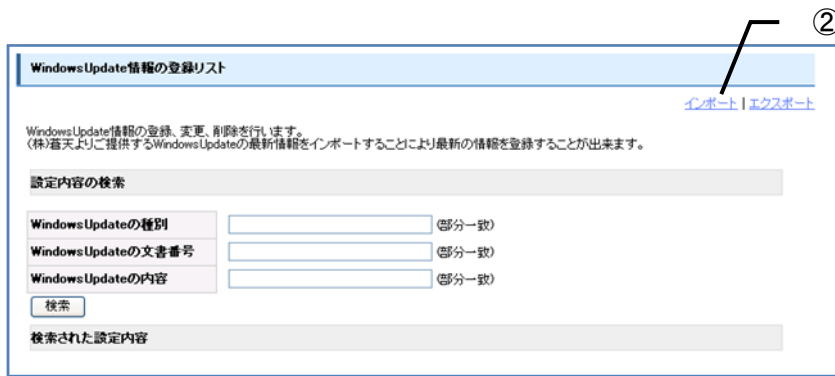 ②
WindowsUpdate情報の登録リスト
インポート | エクスポート
WindowsUpdate情報の登録、変更、削除を行います。
(株)蒼天よりご提供するWindowsUpdateの最新情報をインポートすることにより最新の情報を登録することが出来ます。
設定内容の検索
WindowsUpdateの種別 (部分一致)
WindowsUpdateの文書番号 (部分一致)
WindowsUpdateの内容 (部分一致)
検索
検索された設定内容